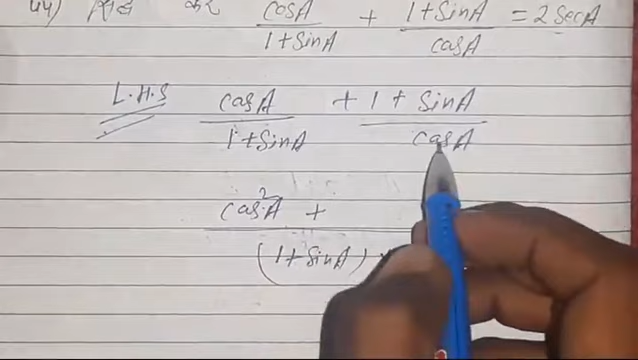 44) सिद्ध करें cosA / 1+sinA + 1+SinA / cosA = 2 secA
L.H.S cosA / 1+sinA + 1 + SinA / cosA
cos²A +
(1+sinA) ·